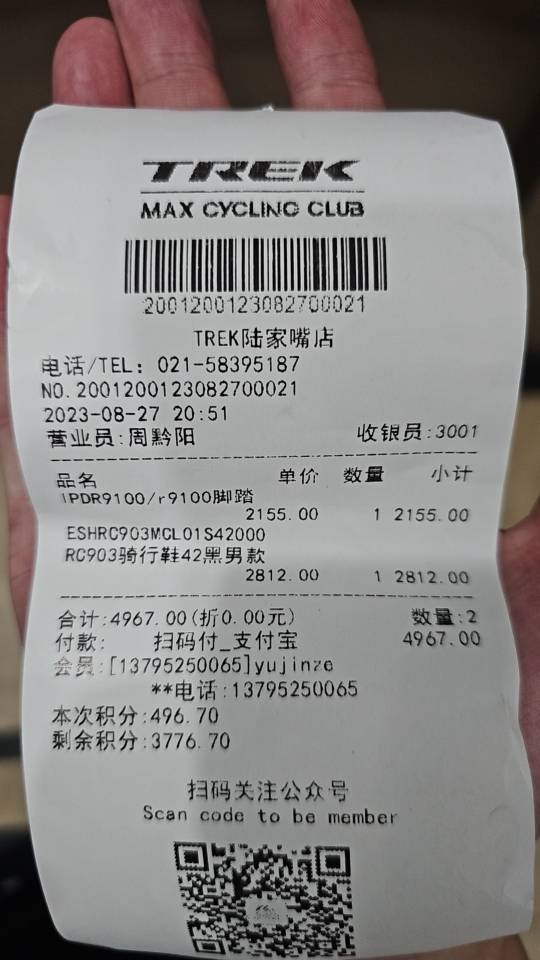 TREK
MAX CYCLING CLUB
2001200123082700021
TREK陆家嘴店
电话/TEL: 021-58395187
NO.2001200123082700021
2023-08-27 20:51
营业员:周黔阳 收银员:3001
品名 单价 数量 小计
IPDR9100/r9100脚踏
2155.00 1 2155.00
ESHRC903MCL01S42000
RC903骑行鞋42黑男款
2812.00 1 2812.00
合计:4967.00(折0.00元) 数量:2
付款: 扫码付_支付宝 4967.00
会员:[13795250065]yujinze
**电话:13795250065
本次积分:496.70
剩余积分:3776.70
扫码关注公众号
Scan code to be member